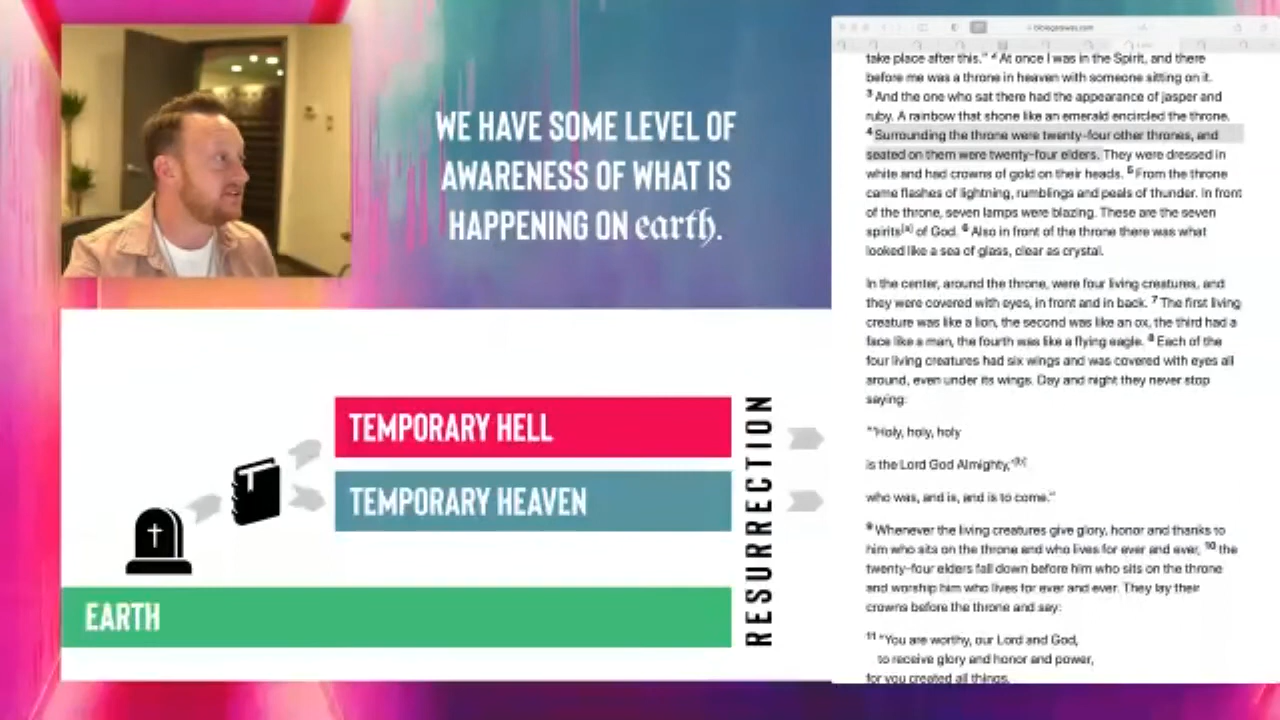 WE HAVE SOME LEVEL OF
AWARENESS OF WHAT IS
HAPPENING ON earth.
TEMPORARY HELL
TEMPORARY HEAVEN
EARTH
RESURRECTION
take place after this.” 2 At once I was in the Spirit, and there
before me was a throne in heaven with someone sitting on it.
3 And the one who sat there had the appearance of jasper and
ruby. A rainbow that shone like an emerald encircled the throne.
4 Surrounding the throne were twenty-four other thrones, and
seated on them were twenty-four elders. They were dressed in
white and had crowns of gold on their heads. 5 From the throne
came flashes of lightning, rumblings and peals of thunder. In front
of the throne, seven lamps were blazing. These are the seven
spirits[a] of God. 6 Also in front of the throne there was what
looked like a sea of glass, clear as crystal.
In the center, around the throne, were four living creatures, and
they were covered with eyes, in front and in back. 7 The first living
creature was like a lion, the second was like an ox, the third had a
face like a man, the fourth was like a flying eagle. 8 Each of the
four living creatures had six wings and was covered with eyes all
around, even under its wings. Day and night they never stop
saying:
“‘Holy, holy, holy
is the Lord God Almighty,’[b]
who was, and is, and is to come.”
9 Whenever the living creatures give glory, honor and thanks to
him who sits on the throne and who lives for ever and ever, 10 the
twenty-four elders fall down before him who sits on the throne
and worship him who lives for ever and ever. They lay their
crowns before the throne and say:
11 “You are worthy, our Lord and God,
to receive glory and honor and power,
for you created all things,